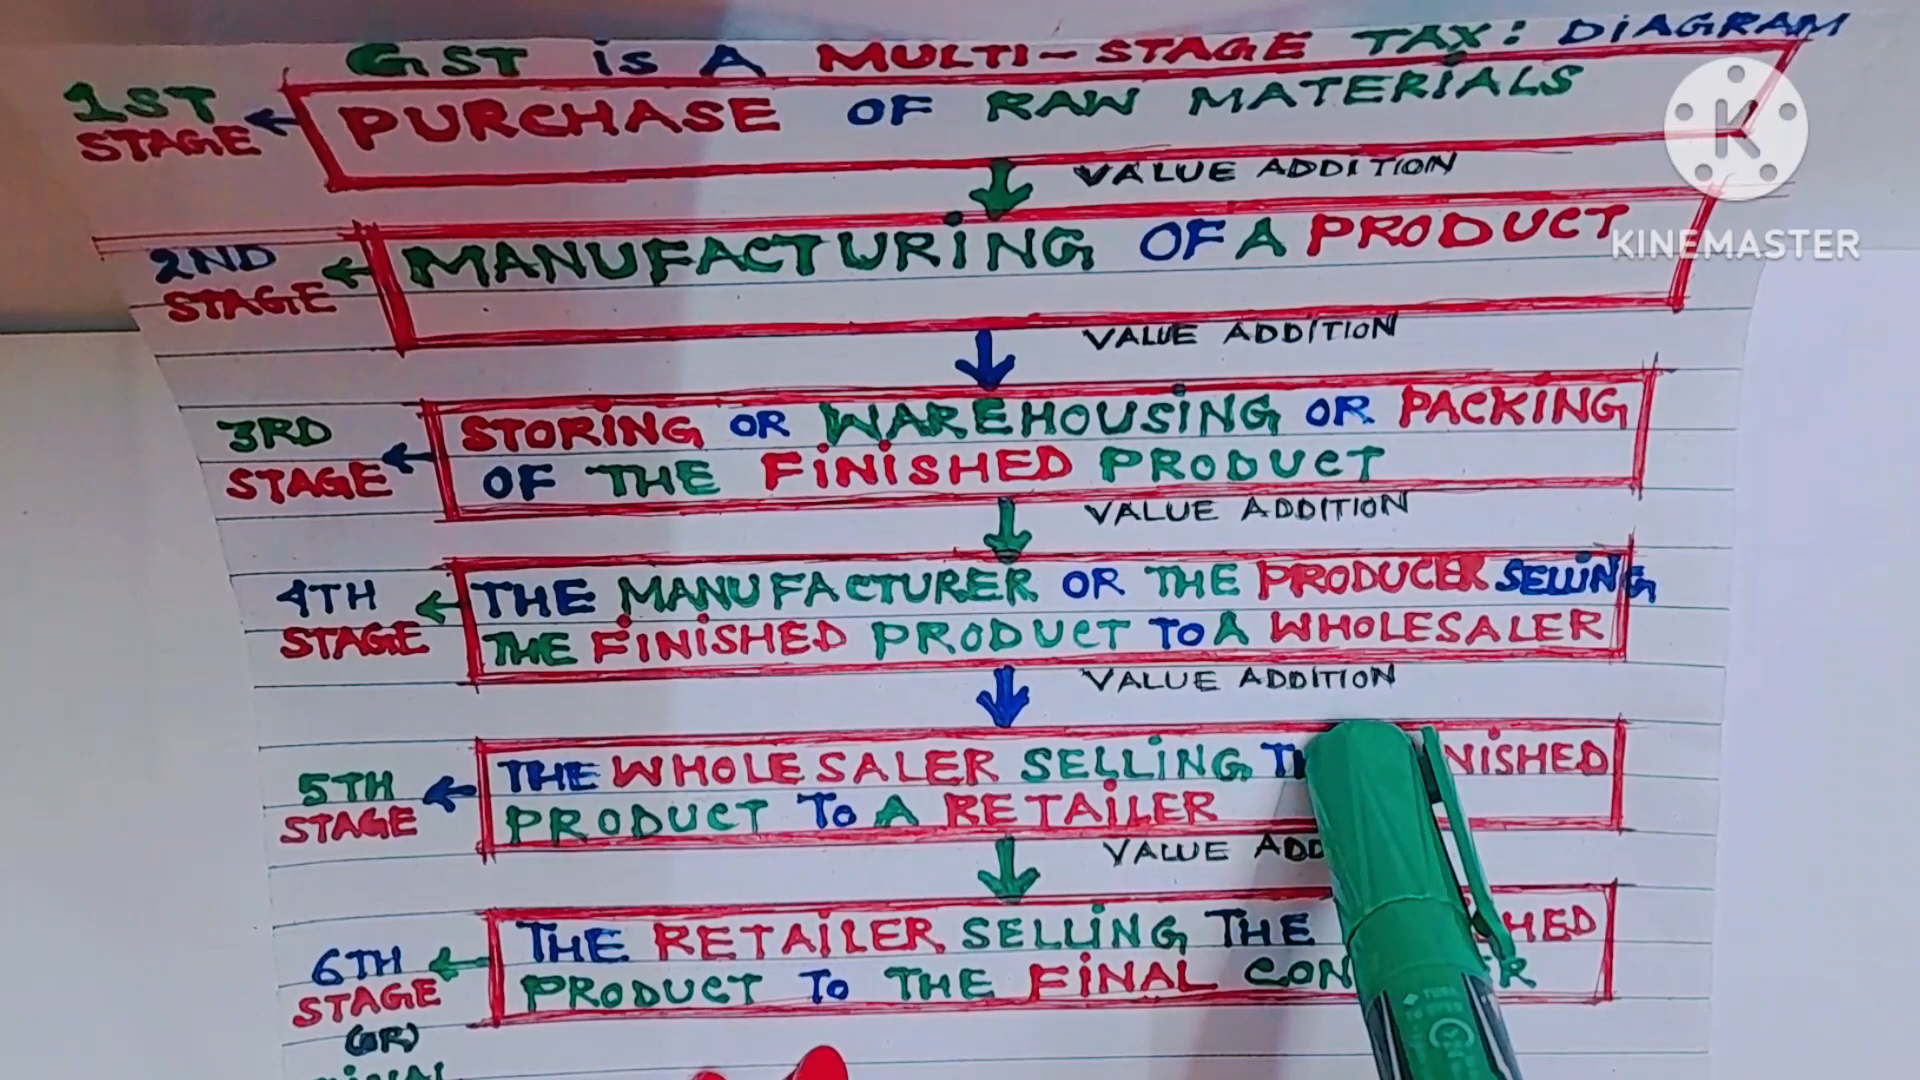 GST is A MULTI-STAGE TAX: DiAGRAM
1ST STAGE
PURCHASE OF RAW MATERiALS
VALUE ADDITION
2ND STAGE
MANUFACTURiNG OF A PRODUCT
KINEMASTER
VALUE ADDITION
3RD STAGE
STORiNG OR WAREHOUSiNG OR PACKiNG
OF THE FiNiSHED PRODUCT
VALUE ADDITION
4TH STAGE
THE MANUFACTURER OR THE PRODUCER SELLiNG
THE FiNiSHED PRODUCT TO A WHOLESALER
VALUE ADDITION
5TH STAGE
THE WHOLESALER SELLiNG
PRODUCT To A RETAiLER
VALUE
6TH STAGE
(OR)
THE RETAiLER SELLiNG THE
PRODUCT To THE FiNAL